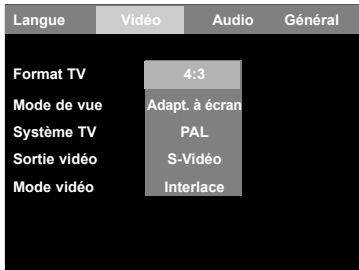 Langue Vidéo Audio Général
Format TV 4:3
Mode de vue Adapt. à écran
Système TV PAL
Sortie vidéo S-Vidéo
Mode vidéo Interlace